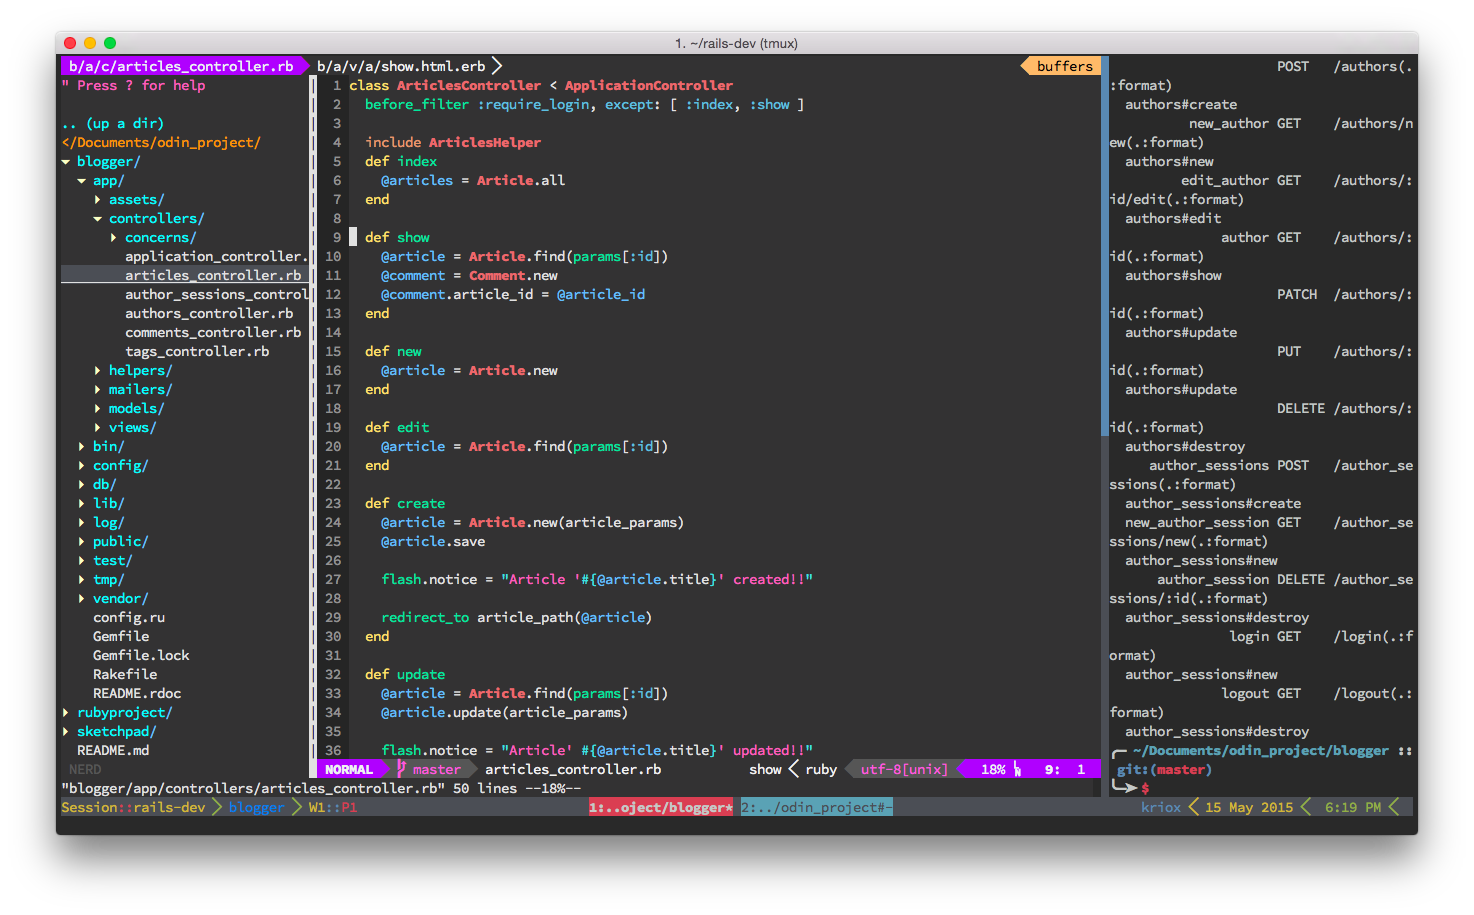 1. ~/rails-dev (tmux)
b/a/c/articles_controller.rb b/a/v/a/show.html.erb buffers
" Press ? for help
.. (up a dir)
</Documents/odin_project/
▾ blogger/
▾ app/
▸ assets/
▾ controllers/
▸ concerns/
application_controller.
articles_controller.rb
author_sessions_control
authors_controller.rb
comments_controller.rb
tags_controller.rb
▸ helpers/
▸ mailers/
▸ models/
▸ views/
▸ bin/
▸ config/
▸ db/
▸ lib/
▸ log/
▸ public/
▸ test/
▸ tmp/
▸ vendor/
config.ru
Gemfile
Gemfile.lock
Rakefile
README.rdoc
▸ rubyproject/
▸ sketchpad/
README.md
NERD
1 class ArticlesController < ApplicationController
2   before_filter :require_login, except: [ :index, :show ]
3
4   include ArticlesHelper
5   def index
6     @articles = Article.all
7   end
8
9   def show
10     @article = Article.find(params[:id])
11     @comment = Comment.new
12     @comment.article_id = @article_id
13   end
14
15   def new
16     @article = Article.new
17   end
18
19   def edit
20     @article = Article.find(params[:id])
21   end
22
23   def create
24     @article = Article.new(article_params)
25     @article.save
26
27     flash.notice = "Article '#{@article.title}' created!!"
28
29     redirect_to article_path(@article)
30   end
31
32   def update
33     @article = Article.find(params[:id])
34     @article.update(article_params)
35
36     flash.notice = "Article' #{@article.title}' updated!!"
NORMAL master articles_controller.rb show ruby utf-8[unix] 18% 9: 1
"blogger/app/controllers/articles_controller.rb" 50 lines --18%--
POST /authors(.
:format)
authors#create
new_author GET /authors/n
ew(.:format)
authors#new
edit_author GET /authors/:
id/edit(.:format)
authors#edit
author GET /authors/:
id(.:format)
authors#show
PATCH /authors/:
id(.:format)
authors#update
PUT /authors/:
id(.:format)
authors#update
DELETE /authors/:
id(.:format)
authors#destroy
author_sessions POST /author_se
ssions(.:format)
author_sessions#create
new_author_session GET /author_se
ssions/new(.:format)
author_sessions#new
author_session DELETE /author_se
ssions/:id(.:format)
author_sessions#destroy
login GET /login(.:f
ormat)
author_sessions#new
logout GET /logout(.:
format)
author_sessions#destroy
~/Documents/odin_project/blogger ::
git:(master)
$
Session::rails-dev blogger W1::P1 1:..oject/blogger* 2:../odin_project#- kriox 15 May 2015 6:19 PM